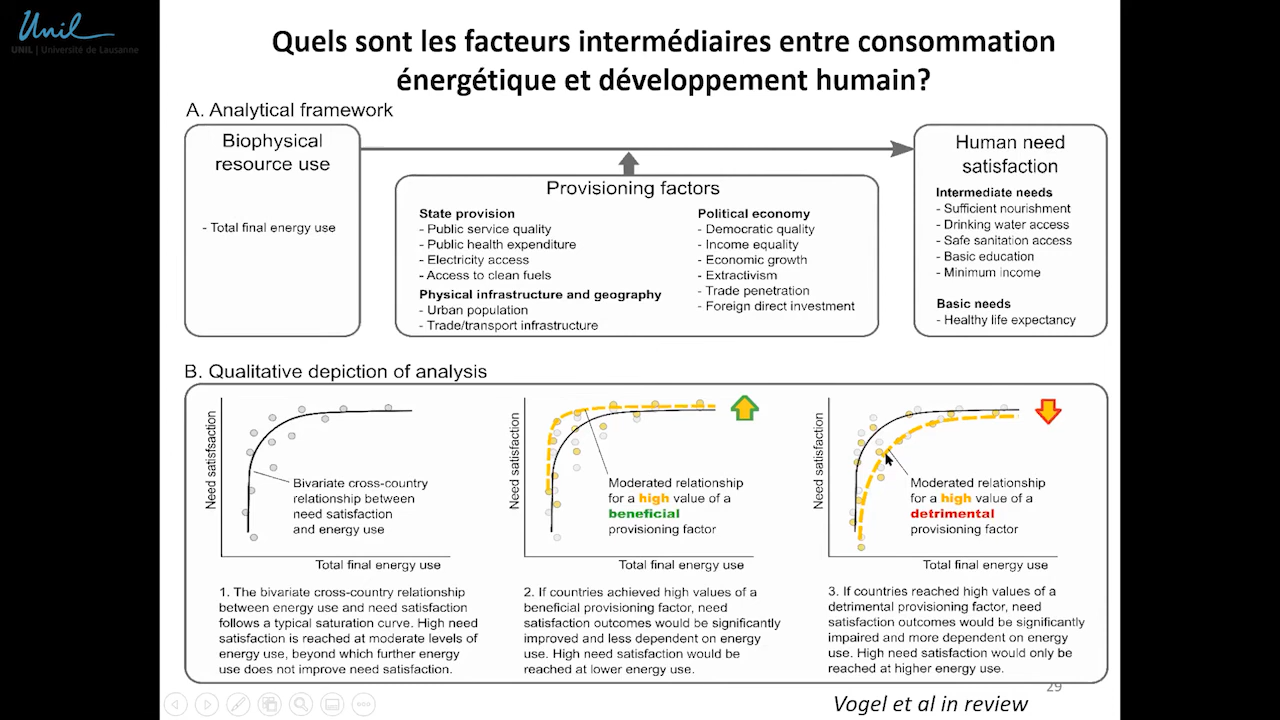 Unil
UNIL | Université de Lausanne
Quels sont les facteurs intermédiaires entre consommation
énergétique et développement humain?
A. Analytical framework
Biophysical
resource use
- Total final energy use
Provisioning factors
State provision
- Public service quality
- Public health expenditure
- Electricity access
- Access to clean fuels
Physical infrastructure and geography
- Urban population
- Trade/transport infrastructure
Political economy
- Democratic quality
- Income equality
- Economic growth
- Extractivism
- Trade penetration
- Foreign direct investment
Human need
satisfaction
Intermediate needs
- Sufficient nourishment
- Drinking water access
- Safe sanitation access
- Basic education
- Minimum income
Basic needs
- Healthy life expectancy
B. Qualitative depiction of analysis
Need satisfsaction
Bivariate cross-country
relationship between
need satisfaction
and energy use
Total final energy use
1. The bivariate cross-country relationship
between energy use and need satisfaction
follows a typical saturation curve. High need
satisfaction is reached at moderate levels of
energy use, beyond which further energy
use does not improve need satisfaction.
Need satisfaction
Moderated relationship
for a high value of a
beneficial
provisioning factor
Total final energy use
2. If countries achieved high values of a
beneficial provisioning factor, need
satisfaction outcomes would be significantly
improved and less dependent on energy
use. High need satisfaction would be
reached at lower energy use.
Need satisfaction
Moderated relationship
for a high value of a
detrimental
provisioning factor
Total final energy use
3. If countries reached high values of a
detrimental provisioning factor, need
satisfaction outcomes would be significantly
impaired and more dependent on energy
use. High need satisfaction would only be
reached at higher energy use.
29
Vogel et al in review